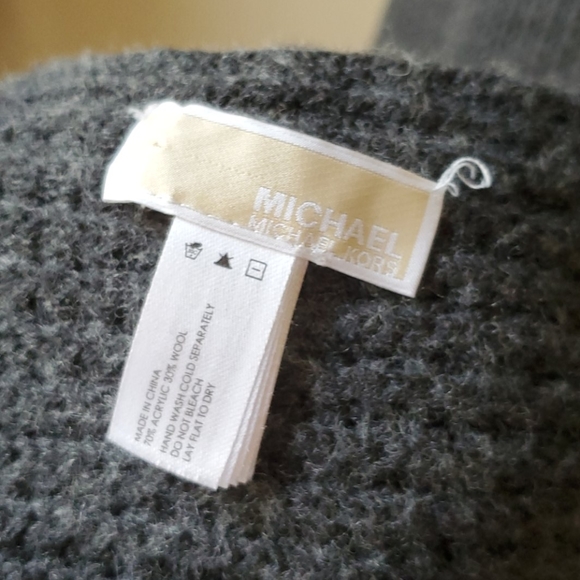 MICHAEL
MICHAEL KORS
MADE IN CHINA
70% ACRYLIC 30% WOOL
HAND WASH COLD SEPARATELY
DO NOT BLEACH
LAY FLAT TO DRY